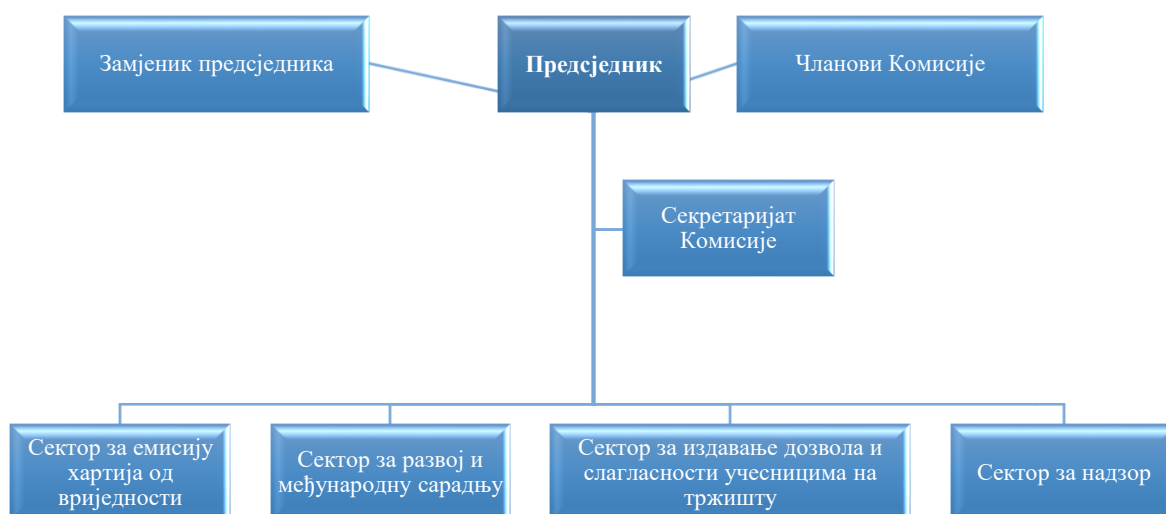 Замјеник предсједника
Предсједник
Чланови Комисије
Секретаријат
Комисије
Сектор за емисију
хартија од
вриједности
Сектор за развој и
међународну сарадњу
Сектор за издавање дозвола и
слагласности учесницима на
тржишту
Сектор за надзор